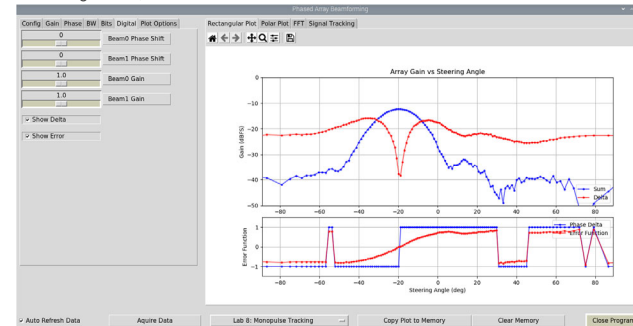 Phased Array Beamforming
Config Gain Phase BW Bits Digital Plot Options
Rectangular Plot Polar Plot FFT Signal Tracking
0
Beam0 Phase Shift
0
Beam1 Phase Shift
1.0
Beam0 Gain
1.0
Beam1 Gain
Show Delta
Show Error
Array Gain vs Steering Angle
Gain (dBFS)
0
−10
−20
−30
−40
−50
−80 −60 −40 −20 0 20 40 60 80
Sum
Delta
Error Function
1
0
−1
Phase Delta
Error Function
−80 −60 −40 −20 0 20 40 60 80
Steering Angle (deg)
Auto Refresh Data Aquire Data Lab 8: Monopulse Tracking Copy Plot to Memory Clear Memory Close Program